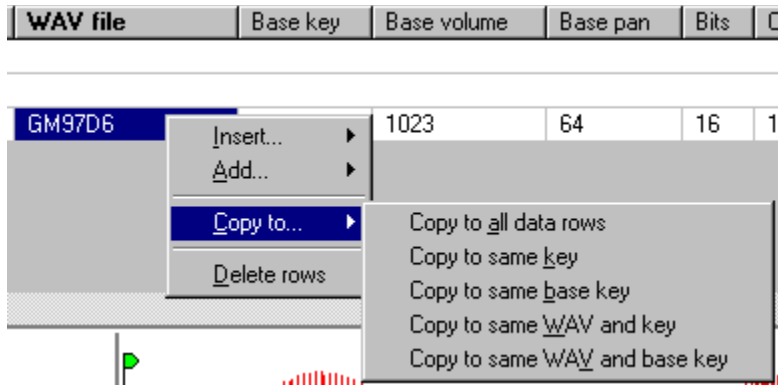 WAV file Base key Base volume Base pan Bits
GM97D6 1023 64 16 1
Insert...
Add...
Copy to...
Delete rows
Copy to all data rows
Copy to same key
Copy to same base key
Copy to same WAV and key
Copy to same WAV and base key